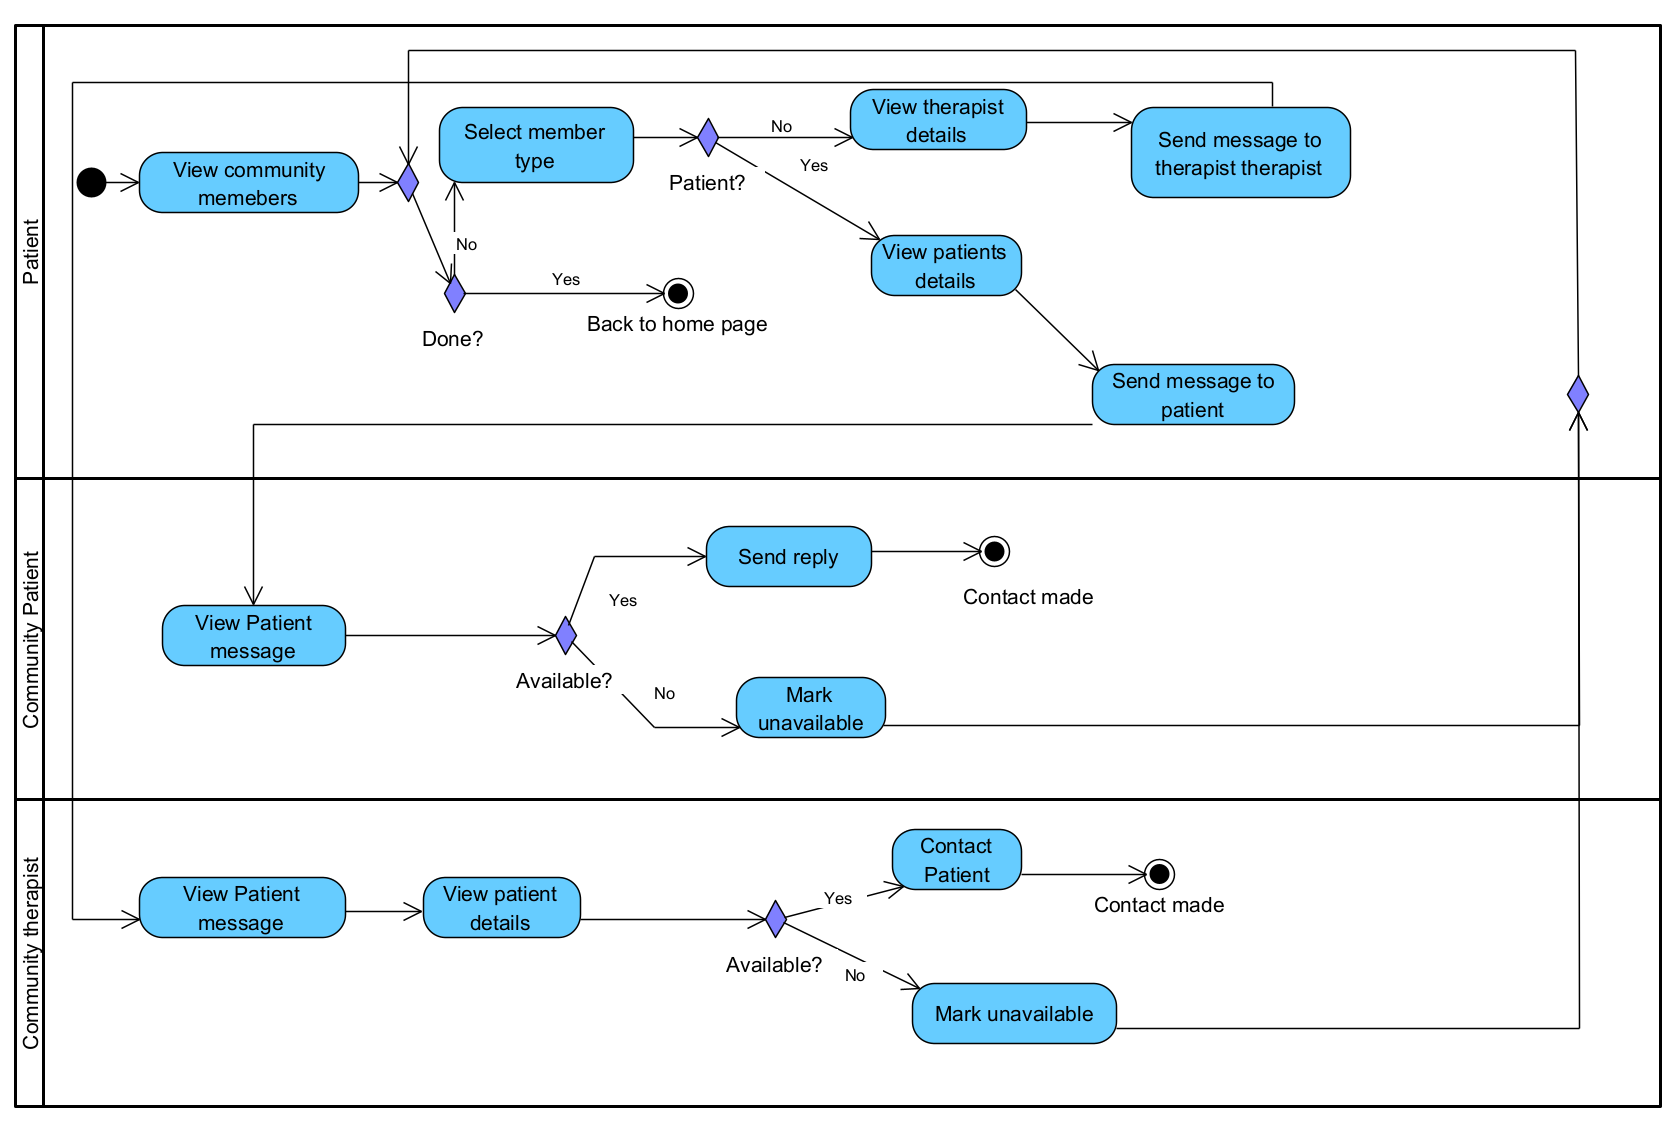 Patient
View community
memebers
Select member
type
Patient?
No
Yes
View therapist
details
Send message to
therapist therapist
View patients
details
Send message to
patient
No
Yes
Done?
Back to home page
Community Patient
View Patient
message
Available?
Yes
No
Send reply
Contact made
Mark
unavailable
Community therapist
View Patient
message
View patient
details
Available?
Yes
No
Contact
Patient
Contact made
Mark unavailable